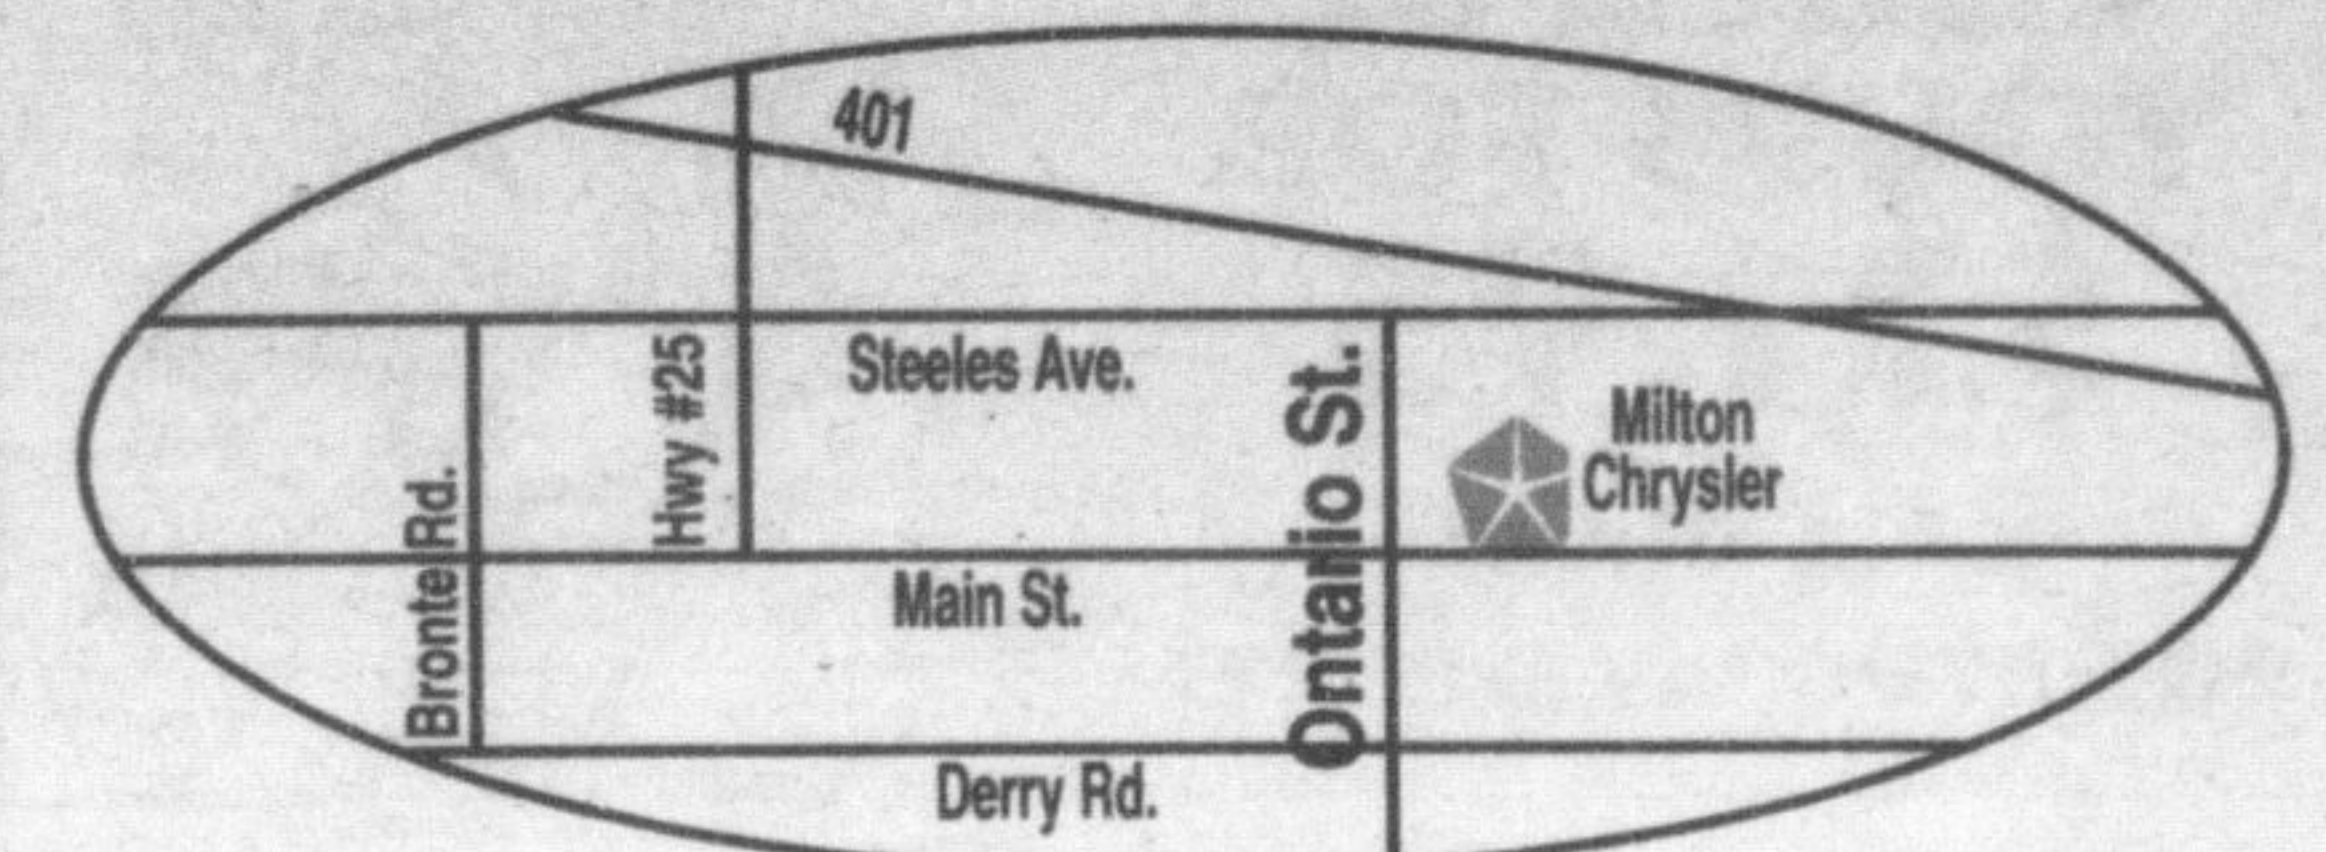 401
Hwy #25
Steeles Ave.
Ontario St.
Milton
Chrysler
Bronte Rd.
Main St.
Derry Rd.